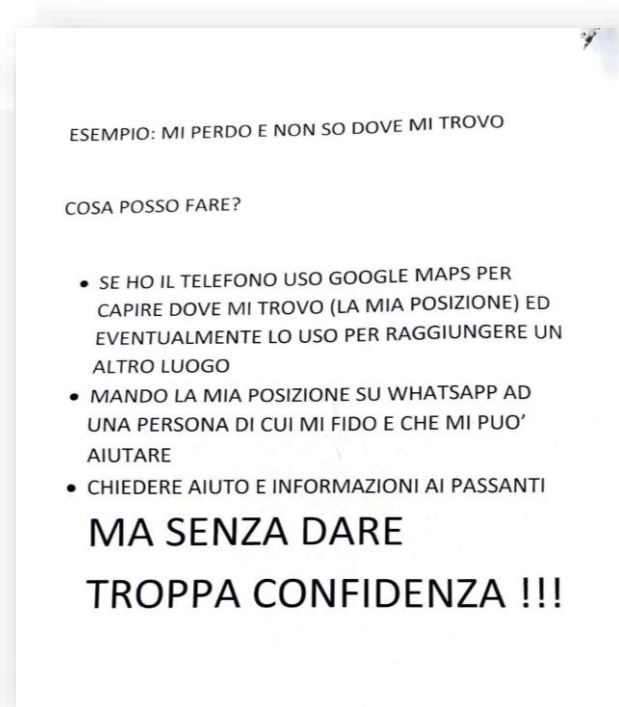 ESEMPIO: MI PERDO E NON SO DOVE MI TROVO
COSA POSSO FARE?
• SE HO IL TELEFONO USO GOOGLE MAPS PER
CAPIRE DOVE MI TROVO (LA MIA POSIZIONE) ED
EVENTUALMENTE LO USO PER RAGGIUNGERE UN
ALTRO LUOGO
• MANDO LA MIA POSIZIONE SU WHATSAPP AD
UNA PERSONA DI CUI MI FIDO E CHE MI PUO’
AIUTARE
• CHIEDERE AIUTO E INFORMAZIONI AI PASSANTI
MA SENZA DARE
TROPPA CONFIDENZA !!!